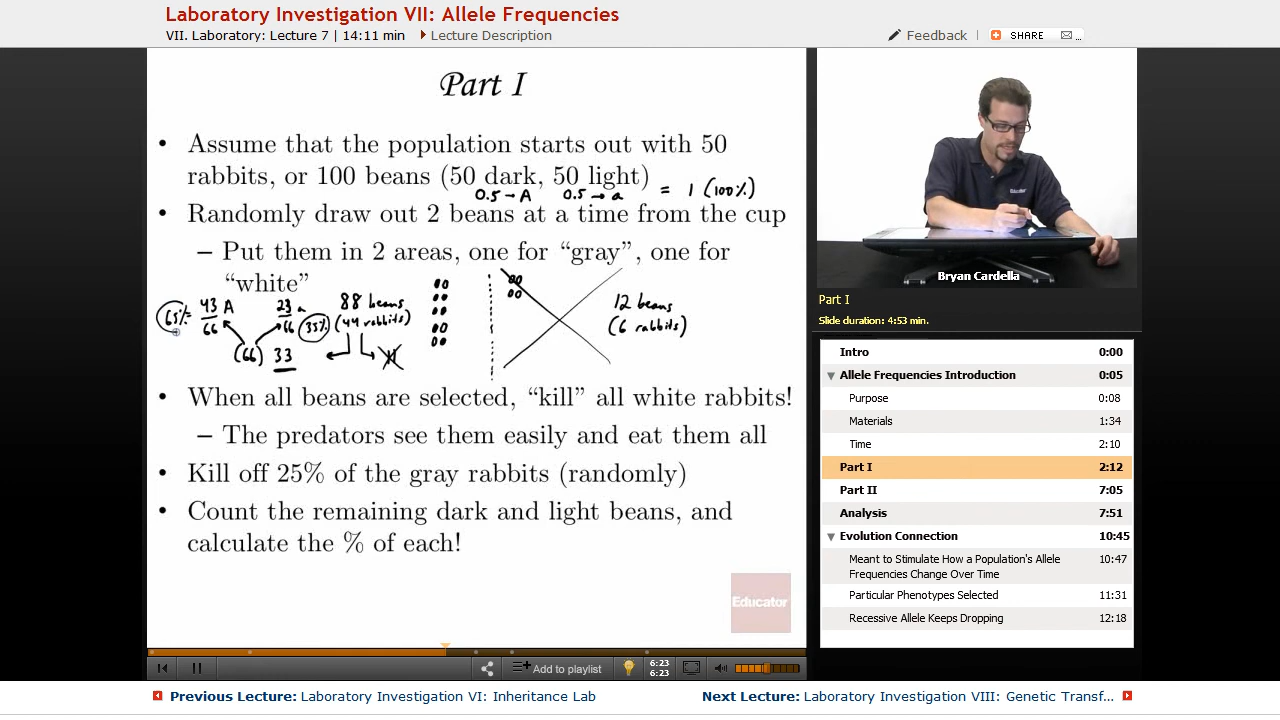 Laboratory Investigation VII: Allele Frequencies
VII. Laboratory: Lecture 7 | 14:11 min
Lecture Description
Feedback
SHARE
Part I
• Assume that the population starts out with 50
rabbits, or 100 beans (50 dark, 50 light)
0.5 → A 0.5 → a = 1 (100%)
• Randomly draw out 2 beans at a time from the cup
– Put them in 2 areas, one for “gray”, one for
“white”
65% = 43/66 A
23/66 a
35%
88 beans
(44 rabbits)
12 beans
(6 rabbits)
(66) 33
11
• When all beans are selected, “kill” all white rabbits!
– The predators see them easily and eat them all
• Kill off 25% of the gray rabbits (randomly)
• Count the remaining dark and light beans, and
calculate the % of each!
Educator
Add to playlist
6:23
6:23
Bryan Cardella
Part I
Slide duration: 4:53 min.
Intro 0:00
Allele Frequencies Introduction 0:05
Purpose 0:08
Materials 1:34
Time 2:10
Part I 2:12
Part II 7:05
Analysis 7:51
Evolution Connection 10:45
Meant to Stimulate How a Population's Allele 10:47
Frequencies Change Over Time
Particular Phenotypes Selected 11:31
Recessive Allele Keeps Dropping 12:18
Previous Lecture: Laboratory Investigation VI: Inheritance Lab
Next Lecture: Laboratory Investigation VIII: Genetic Transf...